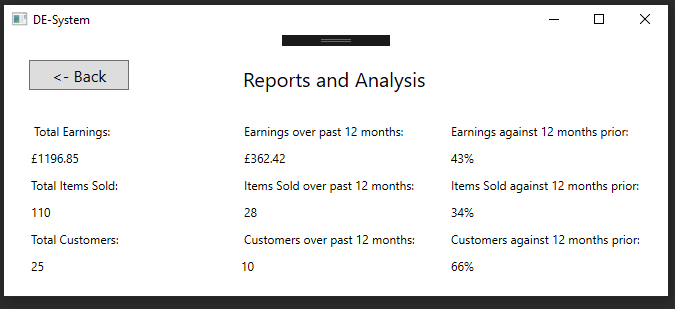 DE-System
<- Back
Reports and Analysis
Total Earnings: Earnings over past 12 months: Earnings against 12 months prior:
£1196.85 £362.42 43%
Total Items Sold: Items Sold over past 12 months: Items Sold against 12 months prior:
110 28 34%
Total Customers: Customers over past 12 months: Customers against 12 months prior:
25 10 66%